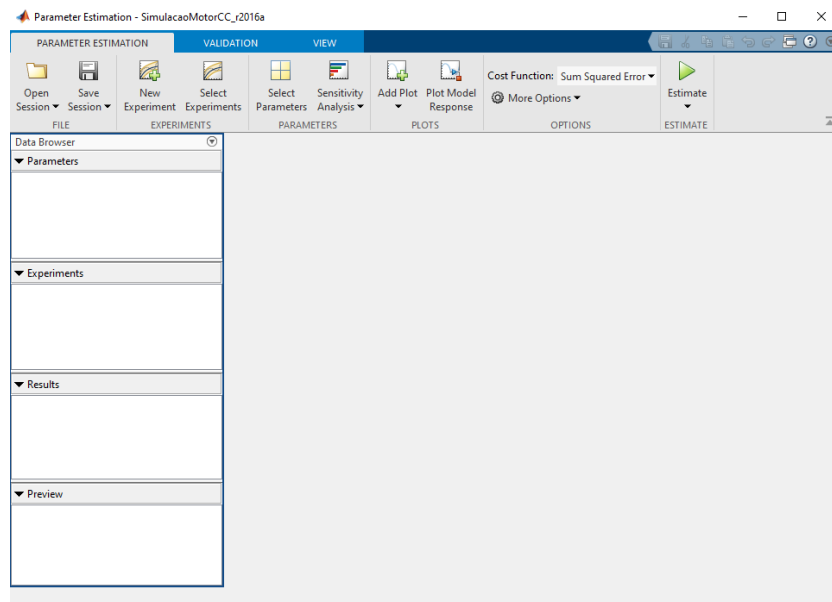 Parameter Estimation - SimulacaoMotorCC_r2016a
PARAMETER ESTIMATION VALIDATION VIEW
Open Session Save Session New Experiment Select Experiments Select Parameters Sensitivity Analysis Add Plot Plot Model Response Cost Function: Sum Squared Error Estimate
More Options
FILE EXPERIMENTS PARAMETERS PLOTS OPTIONS ESTIMATE
Data Browser
Parameters
Experiments
Results
Preview